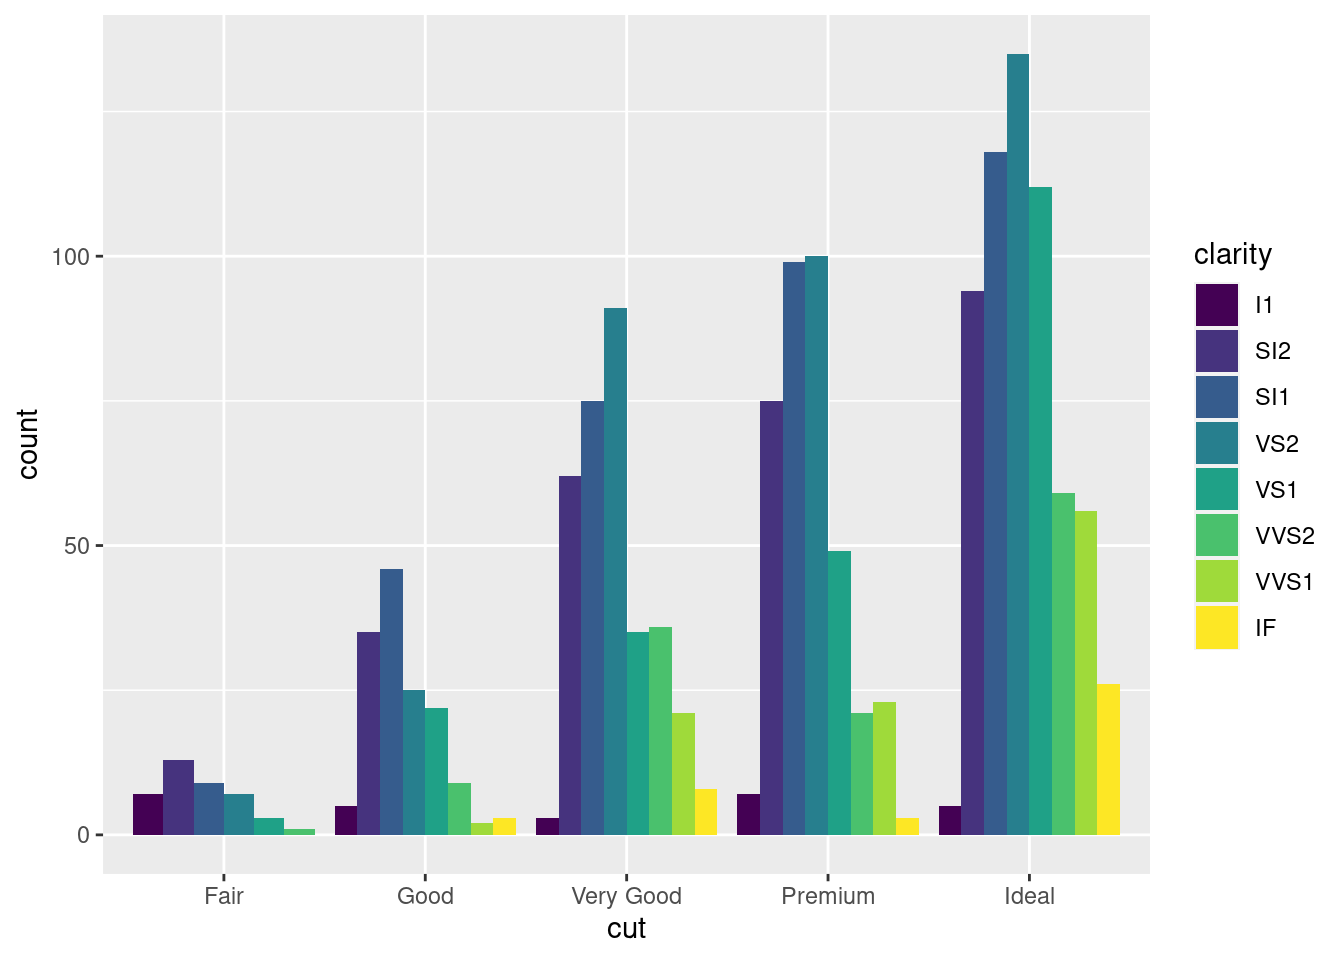 100
50
0
count
Fair
Good
Very Good
Premium
Ideal
cut
clarity
I1
SI2
SI1
VS2
VS1
VVS2
VVS1
IF